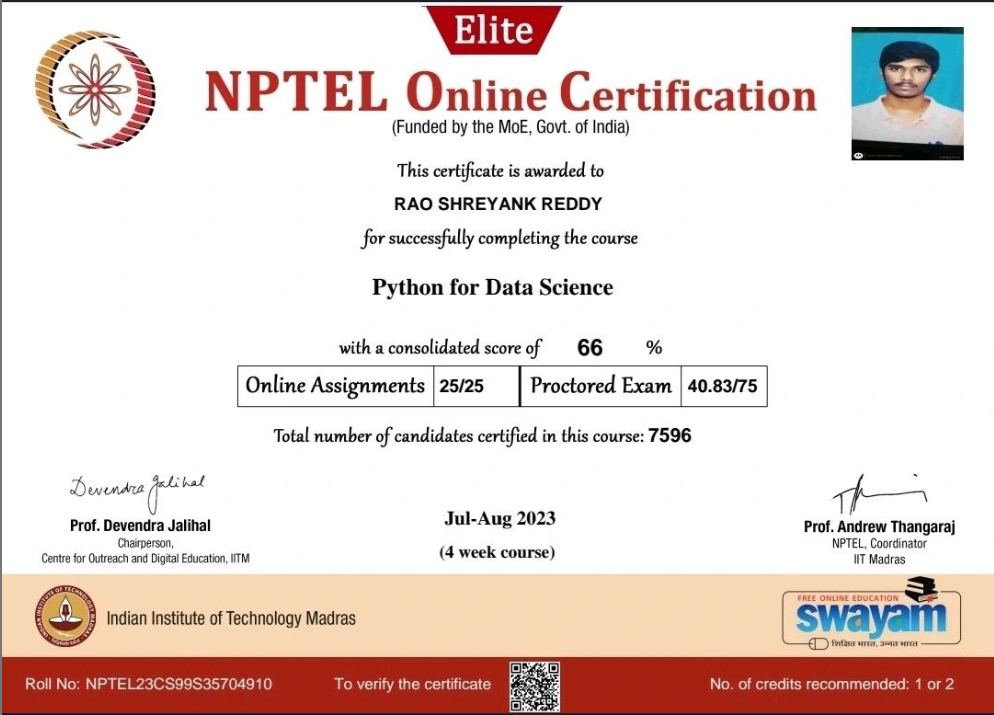 Elite
NPTEL Online Certification
(Funded by the MoE, Govt. of India)
This certificate is awarded to
RAO SHREYANK REDDY
for successfully completing the course
Python for Data Science
with a consolidated score of 66 %
Online Assignments 25/25 Proctored Exam 40.83/75
Total number of candidates certified in this course: 7596
Devendra Jalihal
Prof. Devendra Jalihal
Chairperson,
Centre for Outreach and Digital Education, IITM
Jul-Aug 2023
(4 week course)
Prof. Andrew Thangaraj
NPTEL, Coordinator
IIT Madras
Indian Institute of Technology Madras
FREE ONLINE EDUCATION
swayam
शिक्षित भारत, उन्नत भारत
Roll No: NPTEL23CS99S35704910
To verify the certificate
No. of credits recommended: 1 or 2